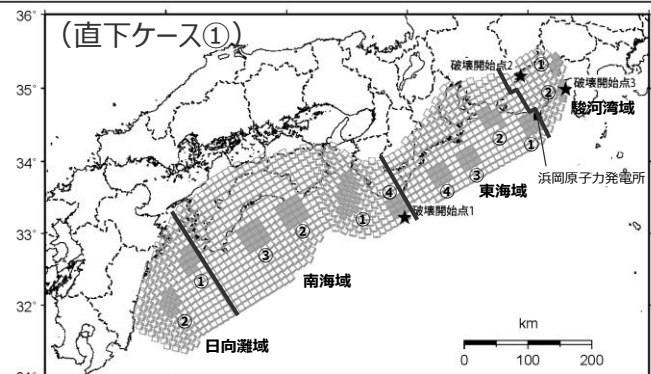 (直下ケース①)
36°
35°
34°
33°
32°
31°
破壊開始点2
①
②
破壊開始点3
駿河湾域
②
①
浜岡原子力発電所
③
④
東海域
④
破壊開始点1
①
②
③
南海域
①
②
日向灘域
km
0 100 200